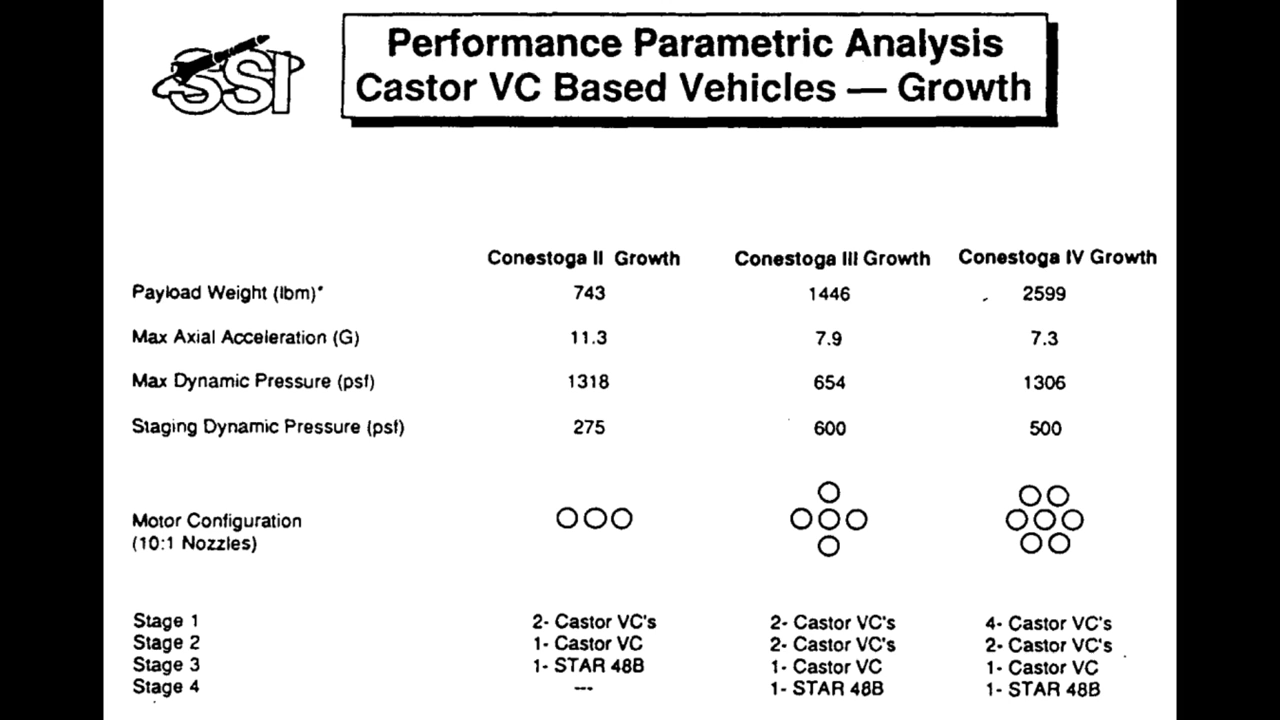 SSI
Performance Parametric Analysis
Castor VC Based Vehicles — Growth
Conestoga II Growth Conestoga III Growth Conestoga IV Growth
Payload Weight (lbm)* 743 1446 2599
Max Axial Acceleration (G) 11.3 7.9 7.3
Max Dynamic Pressure (psf) 1318 654 1306
Staging Dynamic Pressure (psf) 275 600 500
Motor Configuration
(10:1 Nozzles)
Stage 1 2- Castor VC's 2- Castor VC's 4- Castor VC's
Stage 2 1- Castor VC 2- Castor VC's 2- Castor VC's
Stage 3 1- STAR 48B 1- Castor VC 1- Castor VC
Stage 4 --- 1- STAR 48B 1- STAR 48B